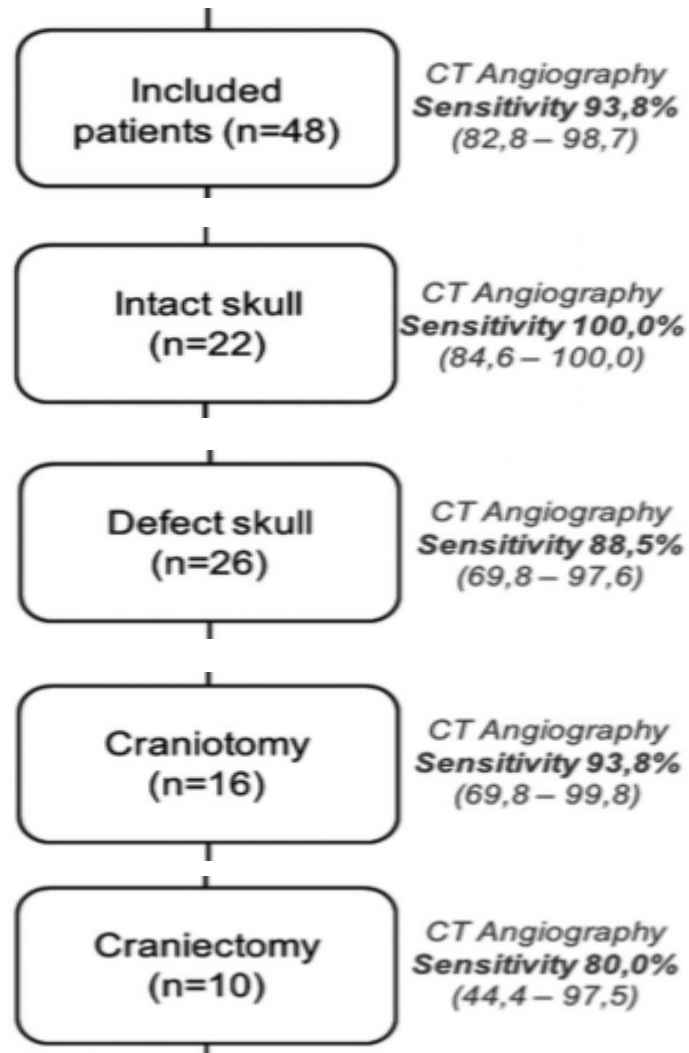 Included
patients (n=48)
CT Angiography
Sensitivity 93,8%
(82,8 – 98,7)
Intact skull
(n=22)
CT Angiography
Sensitivity 100,0%
(84,6 – 100,0)
Defect skull
(n=26)
CT Angiography
Sensitivity 88,5%
(69,8 – 97,6)
Craniotomy
(n=16)
CT Angiography
Sensitivity 93,8%
(69,8 – 99,8)
Craniectomy
(n=10)
CT Angiography
Sensitivity 80,0%
(44,4 – 97,5)